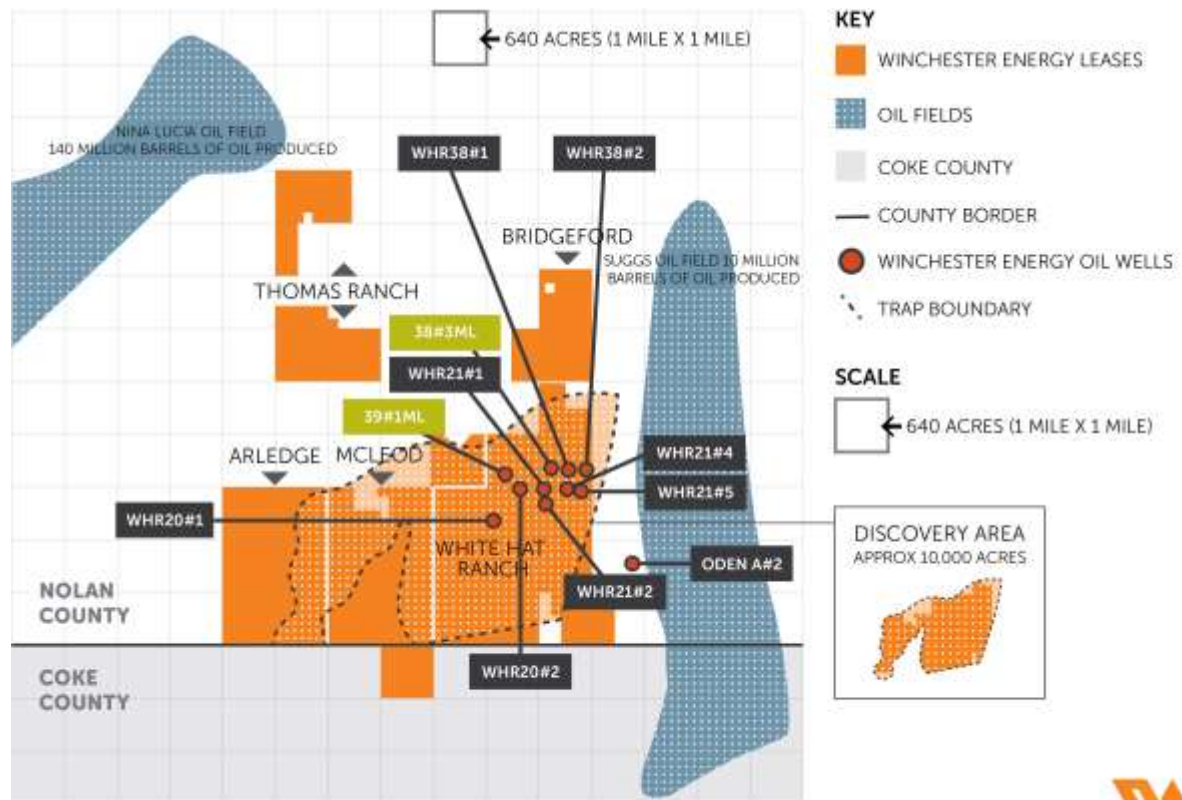 640 ACRES (1 MILE X 1 MILE)
NINA LUCIA OIL FIELD
140 MILLION BARRELS OF OIL PRODUCED
WHR38#1
WHR38#2
BRIDGEFORD
SUGGS OIL FIELD 10 MILLION
BARRELS OF OIL PRODUCED
THOMAS RANCH
38#3ML
WHR21#1
39#1ML
ARLEDGE
MCLEOD
WHR21#4
WHR21#5
WHR20#1
WHITE HAT
RANCH
ODEN A#2
WHR21#2
NOLAN
COUNTY
WHR20#2
COKE
COUNTY
KEY
WINCHESTER ENERGY LEASES
OIL FIELDS
COKE COUNTY
COUNTY BORDER
WINCHESTER ENERGY OIL WELLS
TRAP BOUNDARY
SCALE
640 ACRES (1 MILE X 1 MILE)
DISCOVERY AREA
APPROX 10,000 ACRES